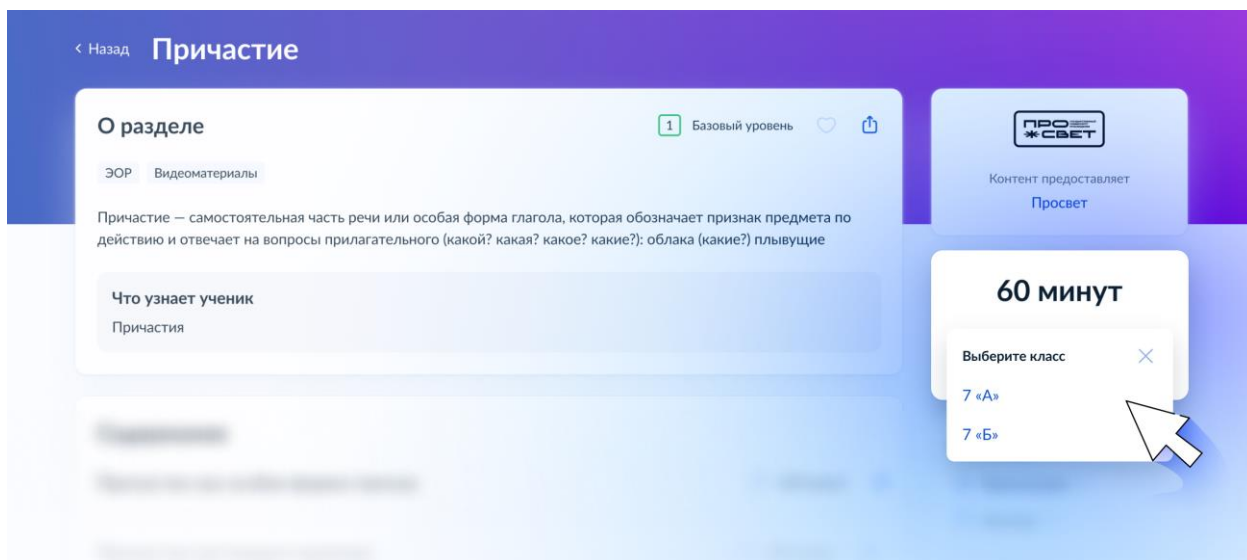 Назад Причастие
О разделе
1 Базовый уровень
ЭОР Видеоматериалы
Причастие — самостоятельная часть речи или особая форма глагола, которая обозначает признак предмета по
действию и отвечает на вопросы прилагательного (какой? какая? какое? какие?): облака (какие?) плывущие
Что узнает ученик
Причастия
ПРО
СВЕТ
Контент предоставляет
Просвет
60 минут
Выберите класс
7 «А»
7 «Б»